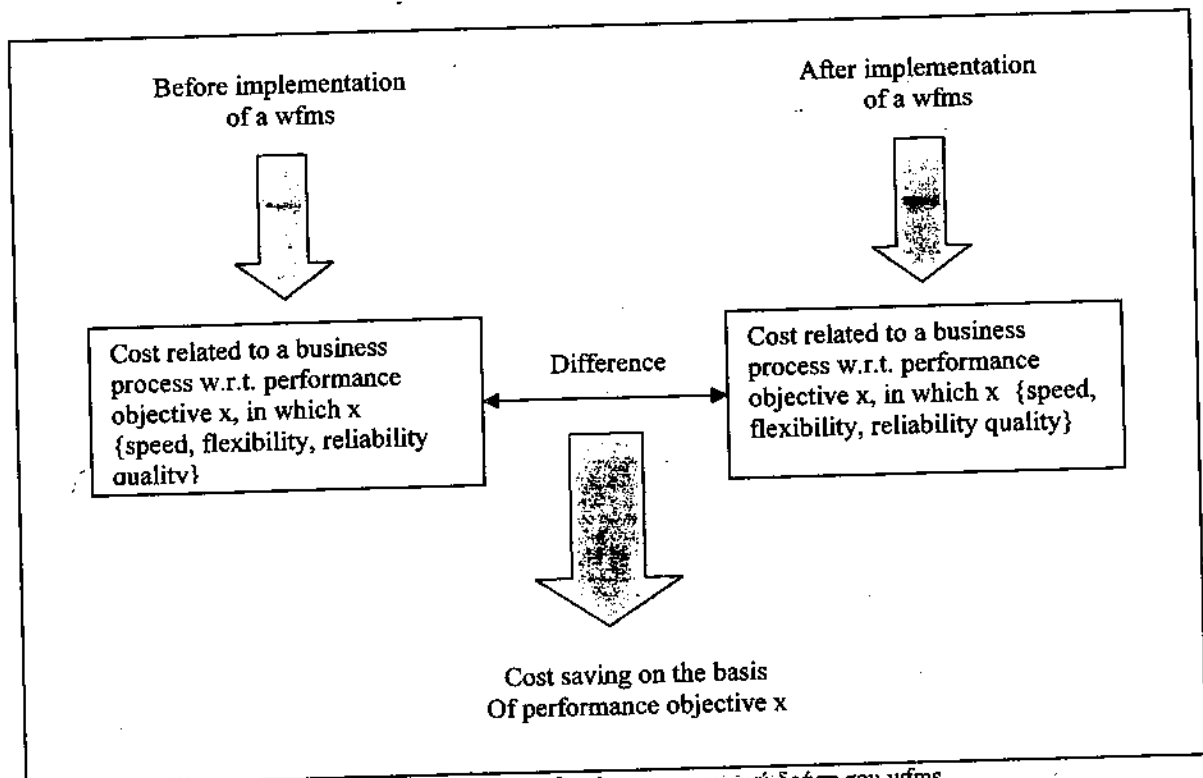 Before implementation
of a wfms
After implementation
of a wfms
Cost related to a business
process w.r.t. performance
objective x, in which x
{speed, flexibility, reliability
quality}
Difference
Cost related to a business
process w.r.t. performance
objective x, in which x {speed,
flexibility, reliability quality}
Cost saving on the basis
Of performance objective x
wfms